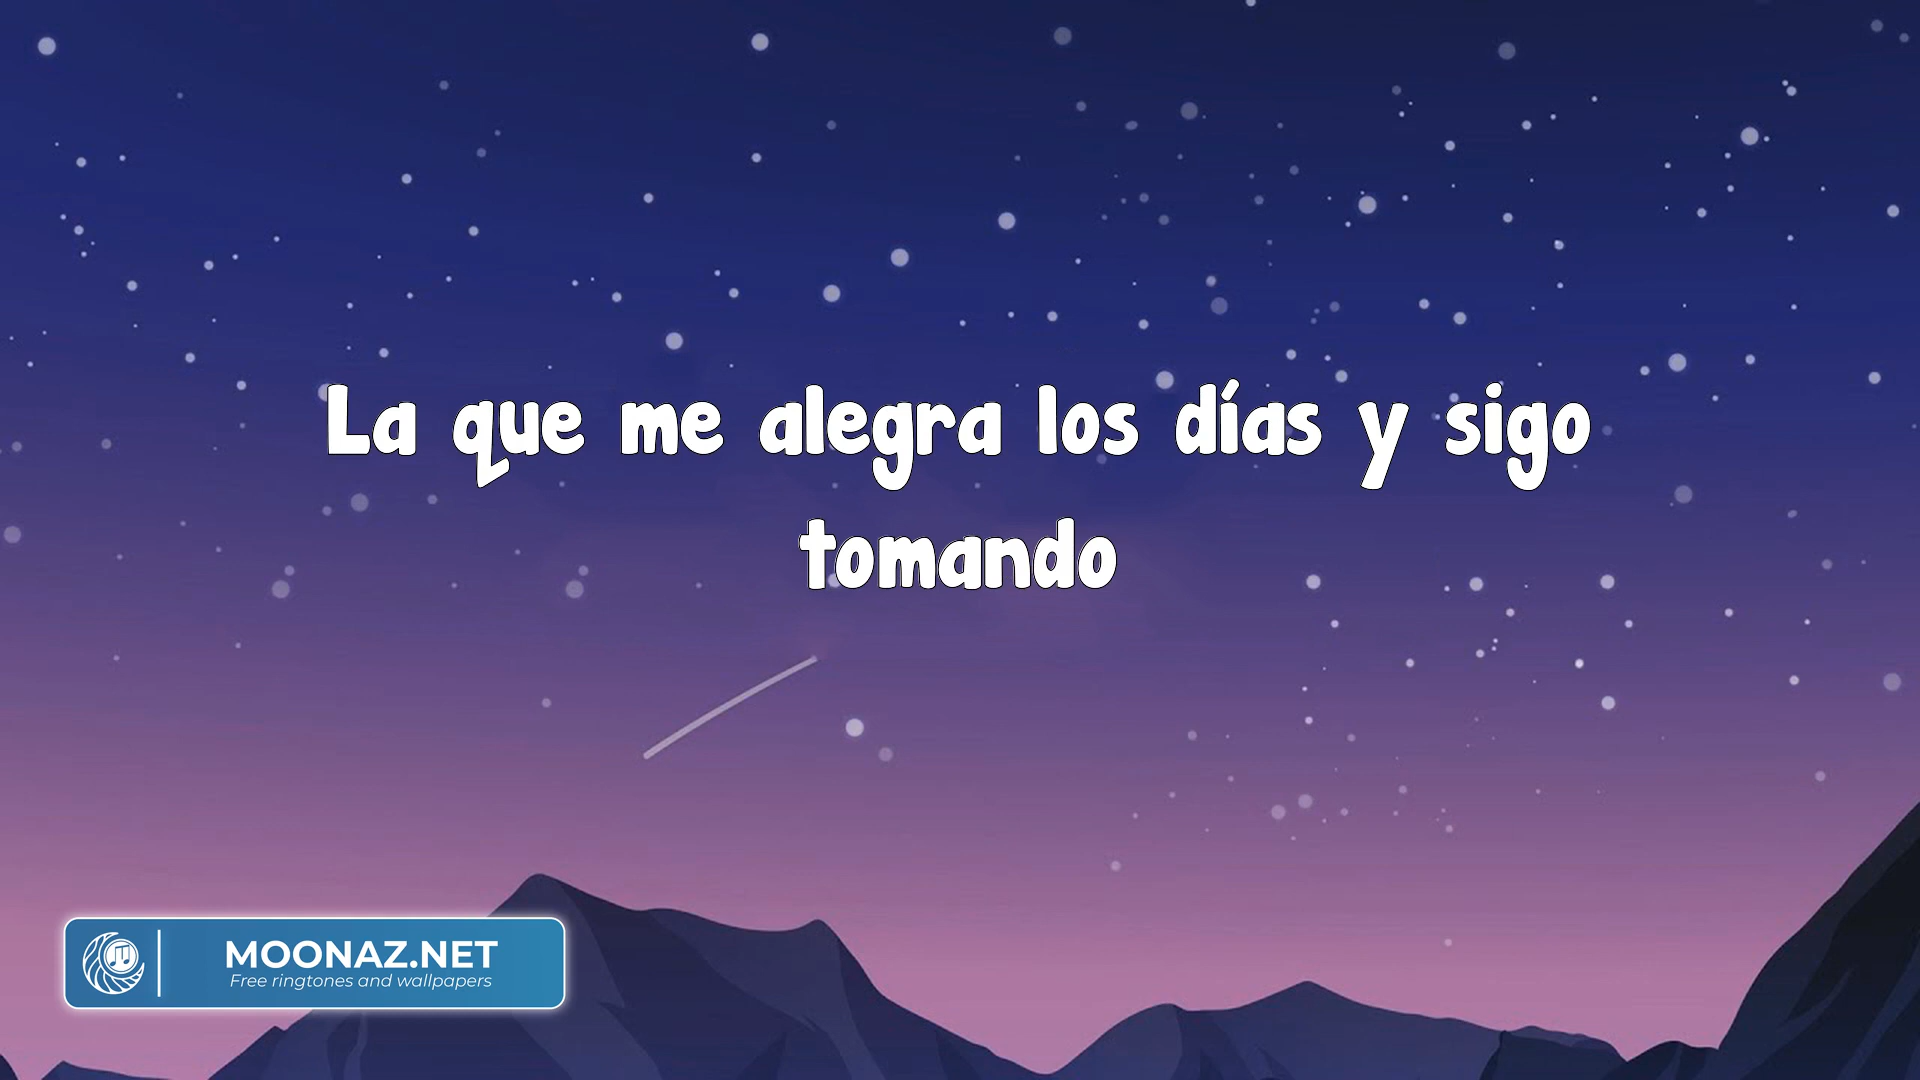 La que me alegra los días y sigo
tomando
MOONAZ.NET
Free ringtones and wallpapers